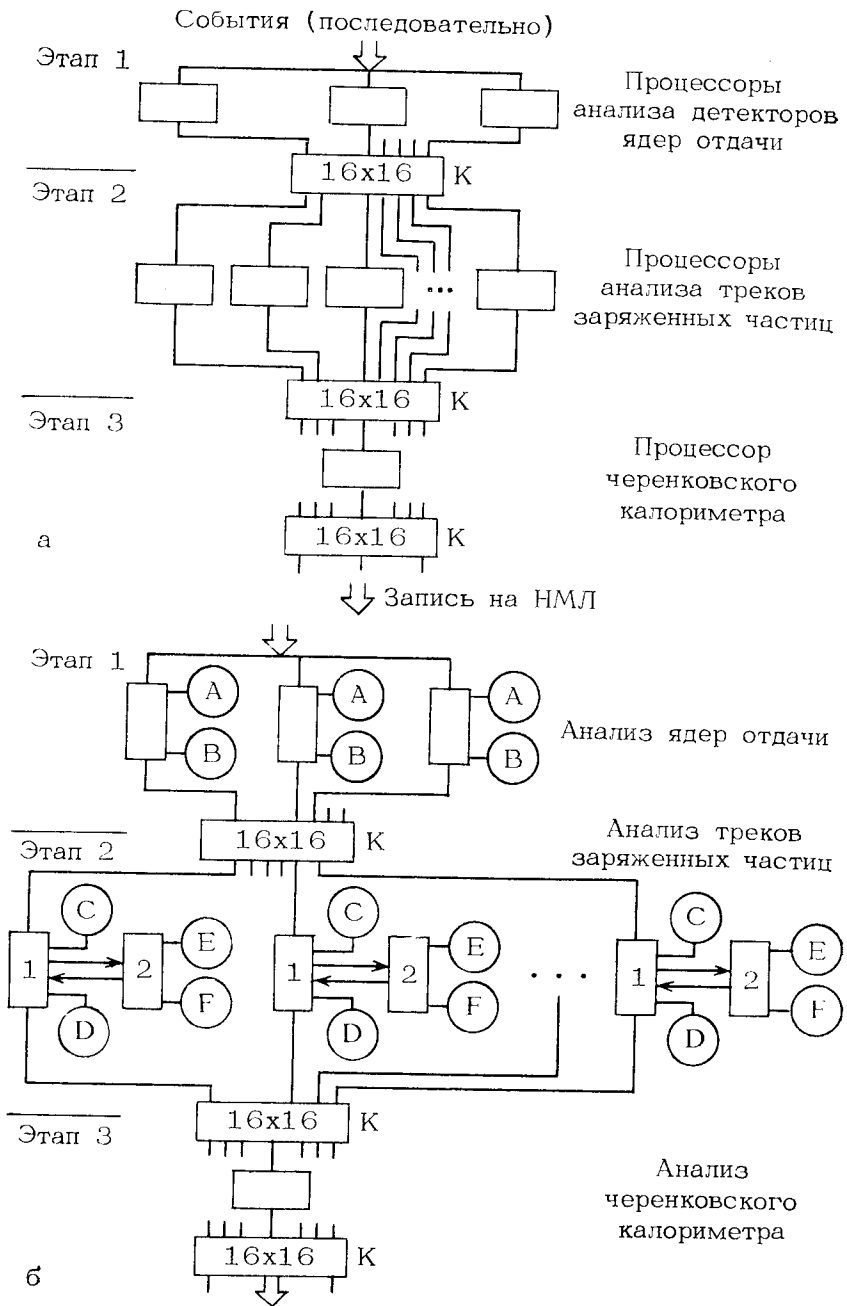 События (последовательно)
Этап 1
Процессоры
анализа детекторов
ядер отдачи
16x16 К
Этап 2
Процессоры
анализа треков
заряженных частиц
...
16x16 К
Этап 3
Процессор
черенковского
калориметра
16x16 К
а
Запись на НМЛ
Этап 1
A A A
Анализ ядер отдачи
B B B
16x16 К
Анализ треков
заряженных частиц
Этап 2
C C C
E E E
1 2 1 2 ... 1 2
F F F
D D D
16x16 К
Этап 3
Анализ
черенковского
калориметра
16x16 К
б